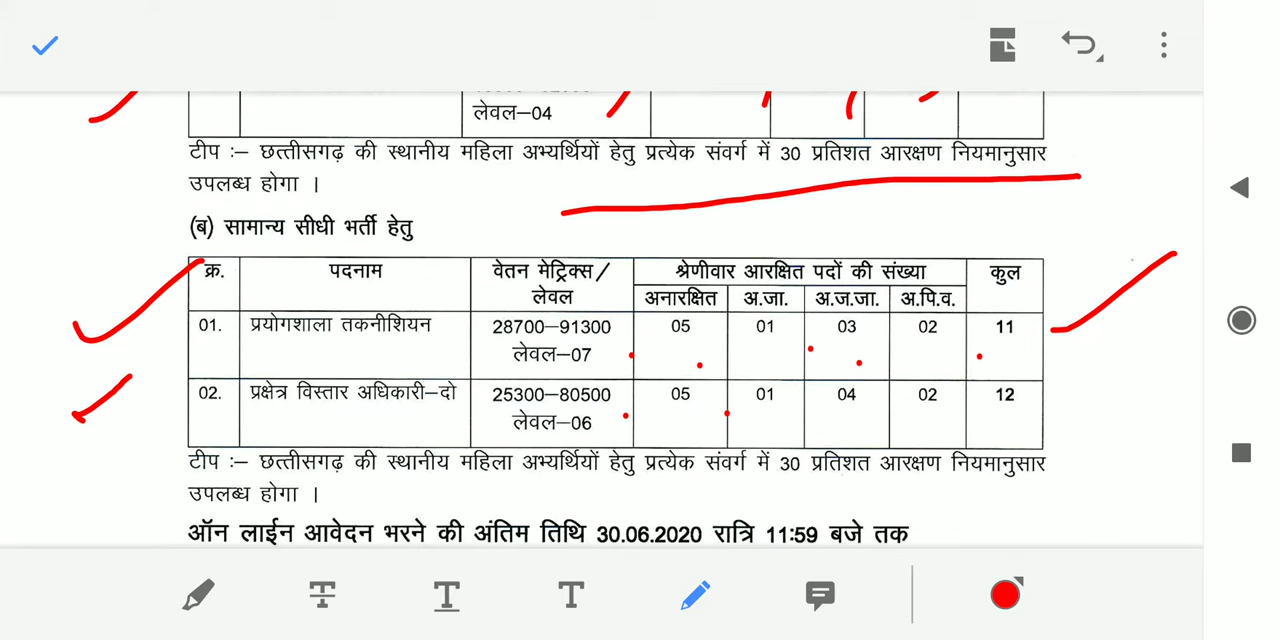 लेवल–04
टीप :– छत्तीसगढ़ की स्थानीय महिला अभ्यर्थियों हेतु प्रत्येक संवर्ग में 30 प्रतिशत आरक्षण नियमानुसार
उपलब्ध होगा ।
(ब) सामान्य सीधी भर्ती हेतु
क्र. पदनाम वेतन मेट्रिक्स/ लेवल श्रेणीवार आरक्षित पदों की संख्या कुल
अनारक्षित अ.जा. अ.ज.जा. अ.पि.व.
01. प्रयोगशाला तकनीशियन 28700–91300 05 01 03 02 11
लेवल–07
02. प्रक्षेत्र विस्तार अधिकारी–दो 25300–80500 05 01 04 02 12
लेवल–06
टीप :– छत्तीसगढ़ की स्थानीय महिला अभ्यर्थियों हेतु प्रत्येक संवर्ग में 30 प्रतिशत आरक्षण नियमानुसार
उपलब्ध होगा ।
ऑन लाईन आवेदन भरने की अंतिम तिथि 30.06.2020 रात्रि 11:59 बजे तक